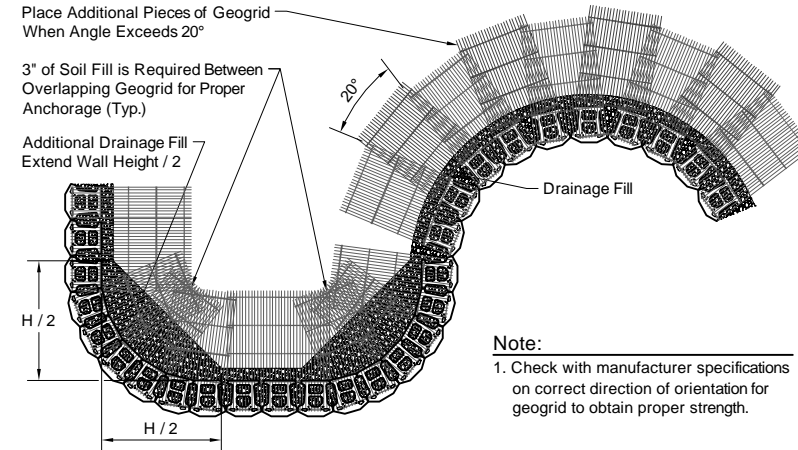 Place Additional Pieces of Geogrid
When Angle Exceeds 20°
3" of Soil Fill is Required Between
Overlapping Geogrid for Proper
Anchorage (Typ.)
Additional Drainage Fill
Extend Wall Height / 2
20°
Drainage Fill
H / 2
H / 2
Note:
1. Check with manufacturer specifications
on correct direction of orientation for
geogrid to obtain proper strength.